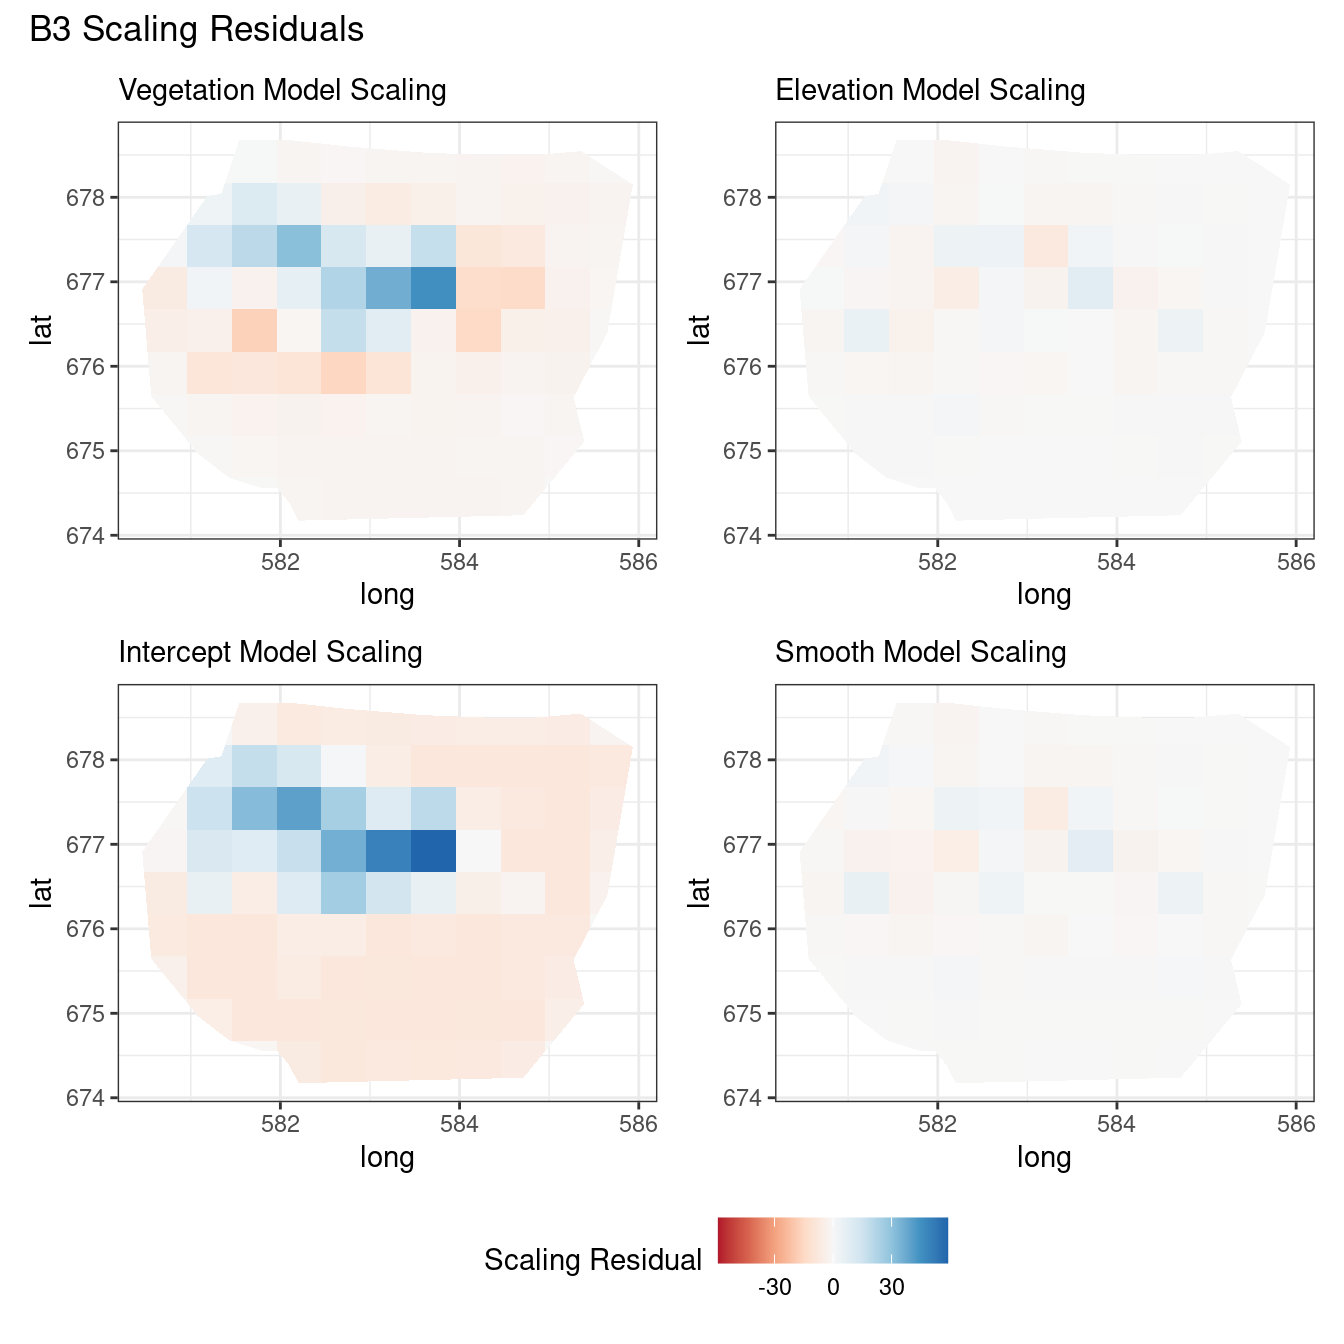 B3 Scaling Residuals
Vegetation Model Scaling
678
677
676
675
674
lat
582 584 586
long
Elevation Model Scaling
678
677
676
675
674
lat
582 584 586
long
Intercept Model Scaling
678
677
676
675
674
lat
582 584 586
long
Smooth Model Scaling
678
677
676
675
674
lat
582 584 586
long
Scaling Residual
-30 0 30